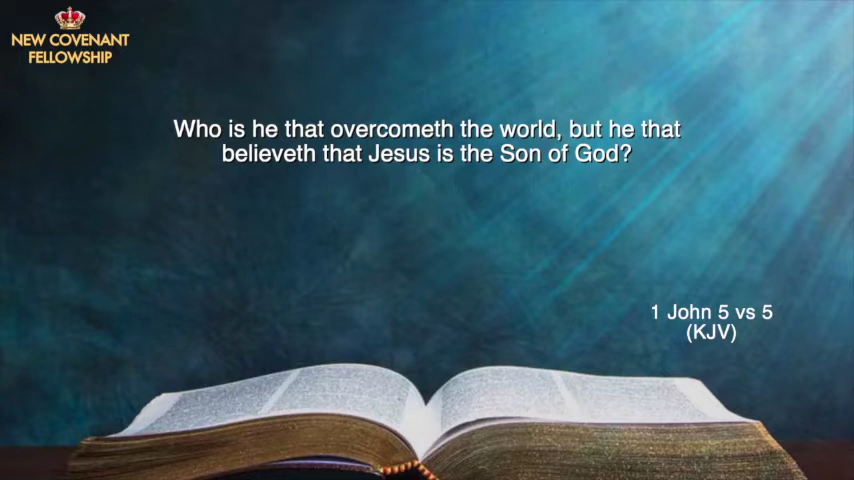 NEW COVENANT
FELLOWSHIP
Who is he that overcometh the world, but he that
believeth that Jesus is the Son of God?
1 John 5 vs 5
(KJV)